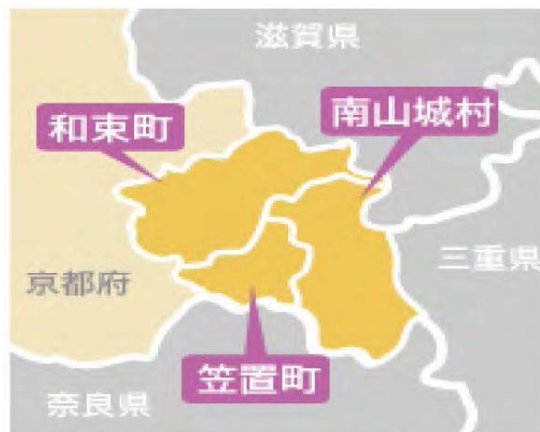 滋賀県
南山城村
和束町
三重県
京都府
笠置町
奈良県